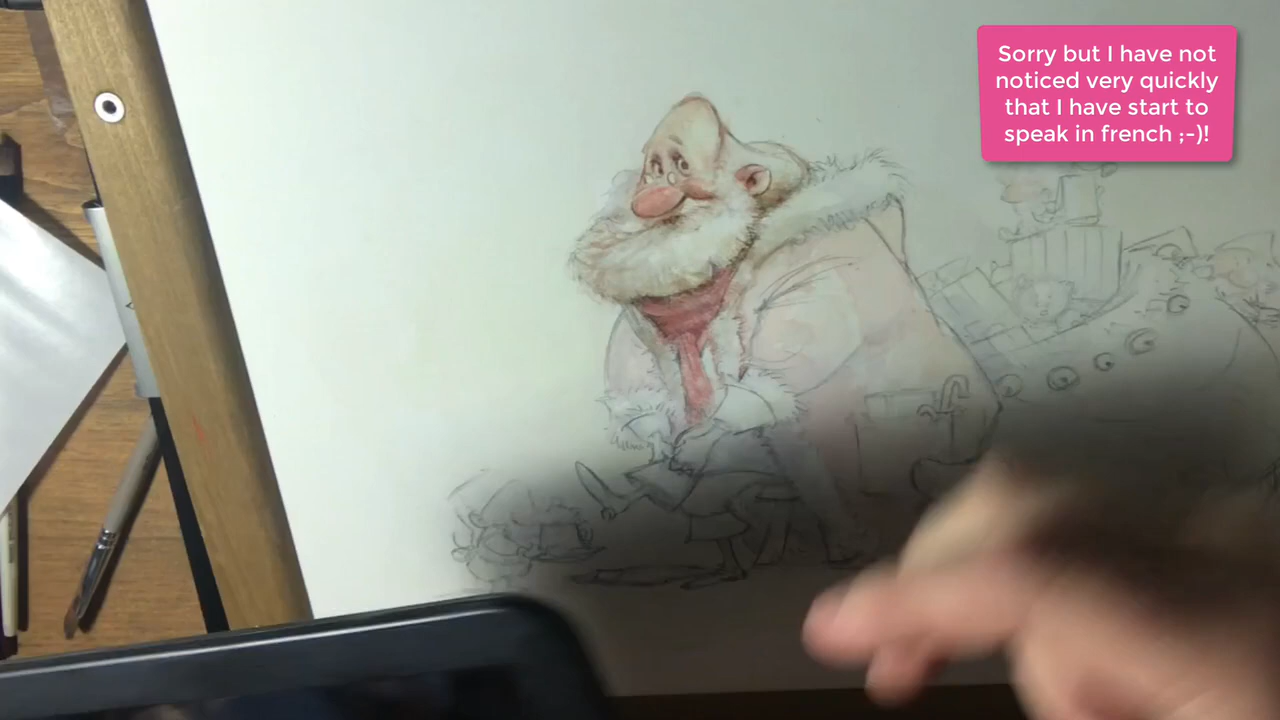 Sorry but I have not
noticed very quickly
that I have start to
speak in french ;-)!